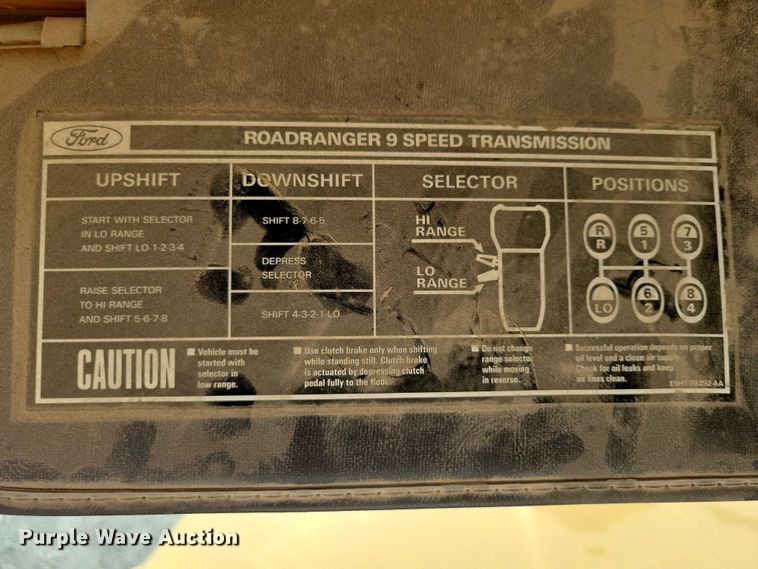 Ford
ROADRANGER 9 SPEED TRANSMISSION
UPSHIFT
START WITH SELECTOR
IN LO RANGE
AND SHIFT LO-1-2-3-4
RAISE SELECTOR
TO HI RANGE
AND SHIFT 5-6-7-8
DOWNSHIFT
SHIFT 8-7-6-5
DEPRESS
SELECTOR
SHIFT 4-3-2-1-LO
SELECTOR
HI
RANGE
LO
RANGE
POSITIONS
R 5 7
R 1 3
6 8
LO 2 4
CAUTION
Vehicle must be
started with
selector in
low range.
Use clutch brake only when shifting
while standing still. Clutch brake
is actuated by depressing clutch
pedal fully to the floor.
Do not change
range selector
while moving
in reverse.
Successful operation depends on proper
oil level and a clean air supply.
Check for oil leaks and keep
air lines clean.
E9HT-7B292-AA
Purple Wave Auction